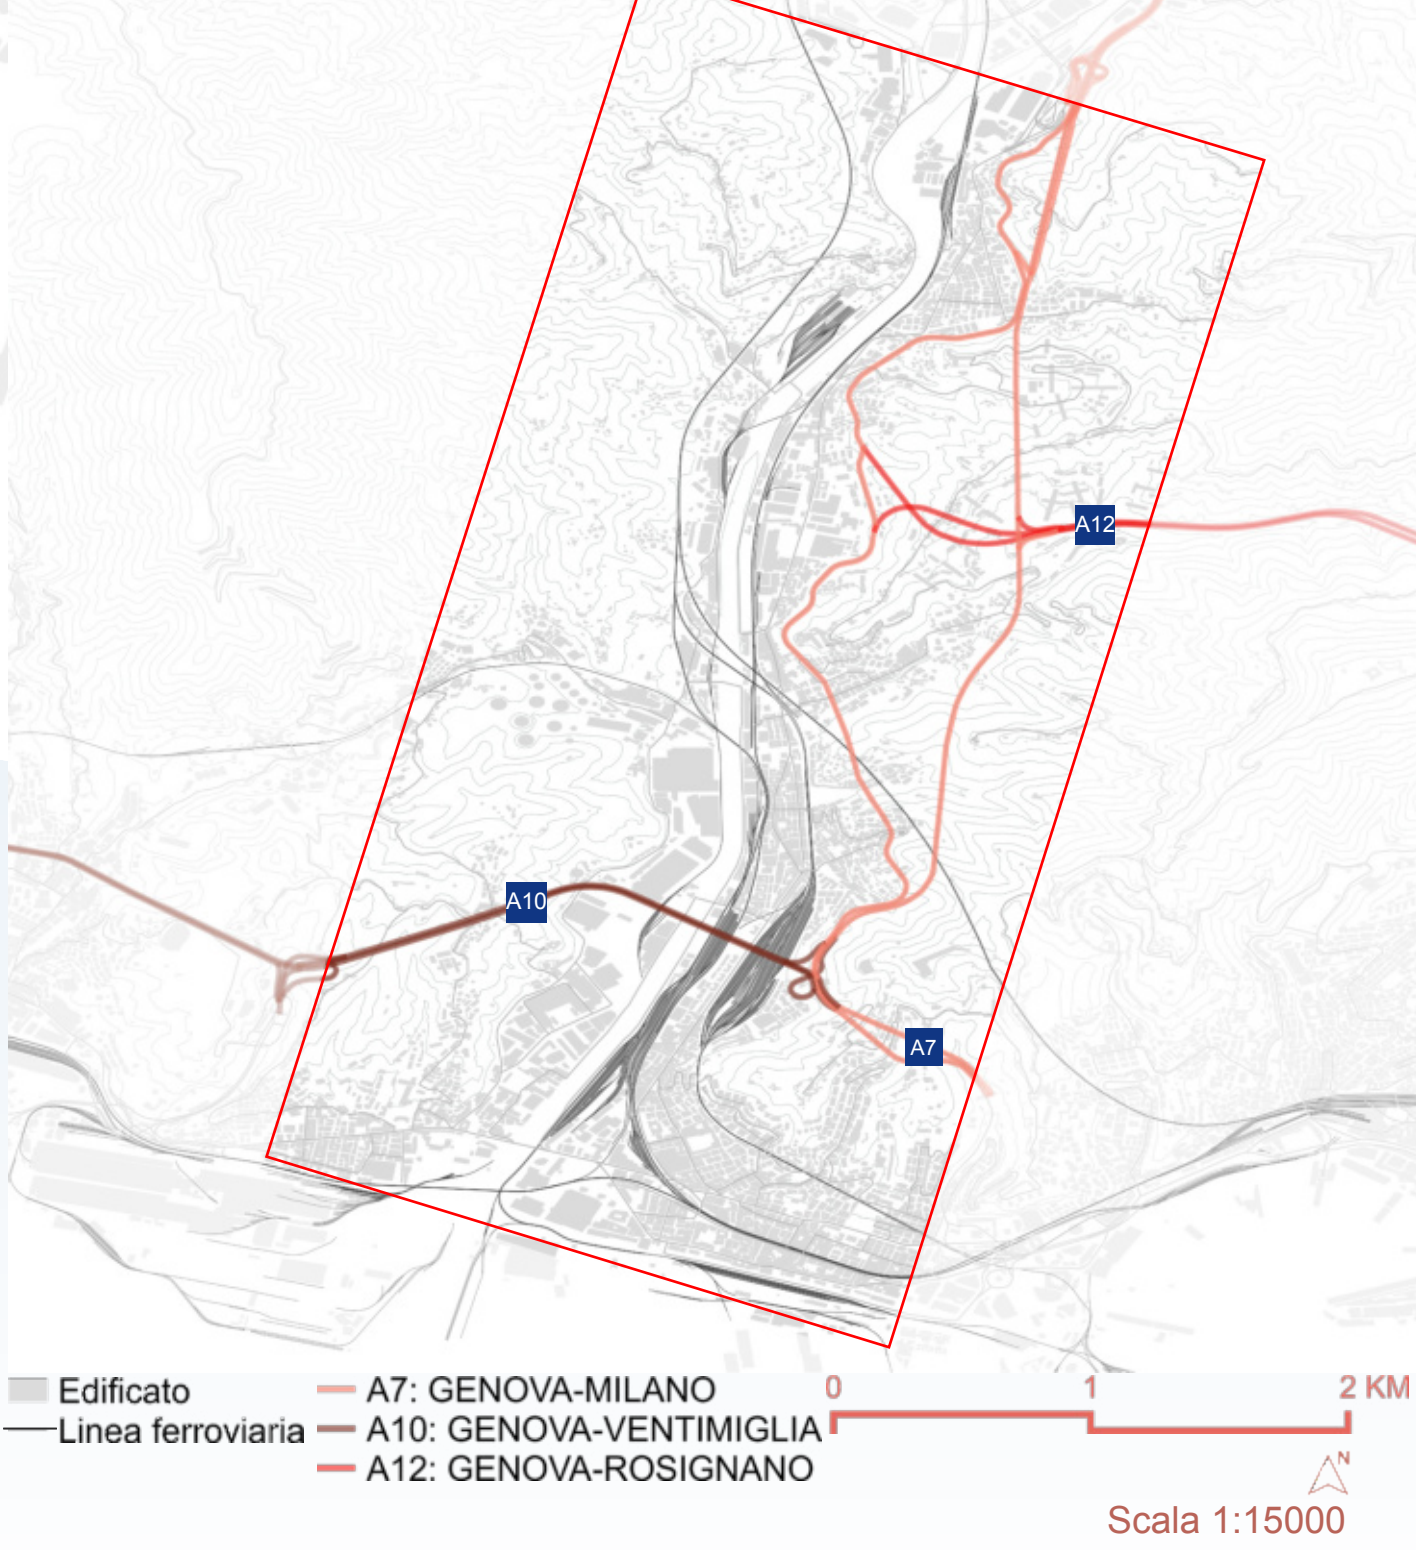 A12
A10
A7
Edificato
Linea ferroviaria
A7: GENOVA-MILANO
A10: GENOVA-VENTIMIGLIA
A12: GENOVA-ROSIGNANO
0 1 2 KM
N
Scala 1:15000